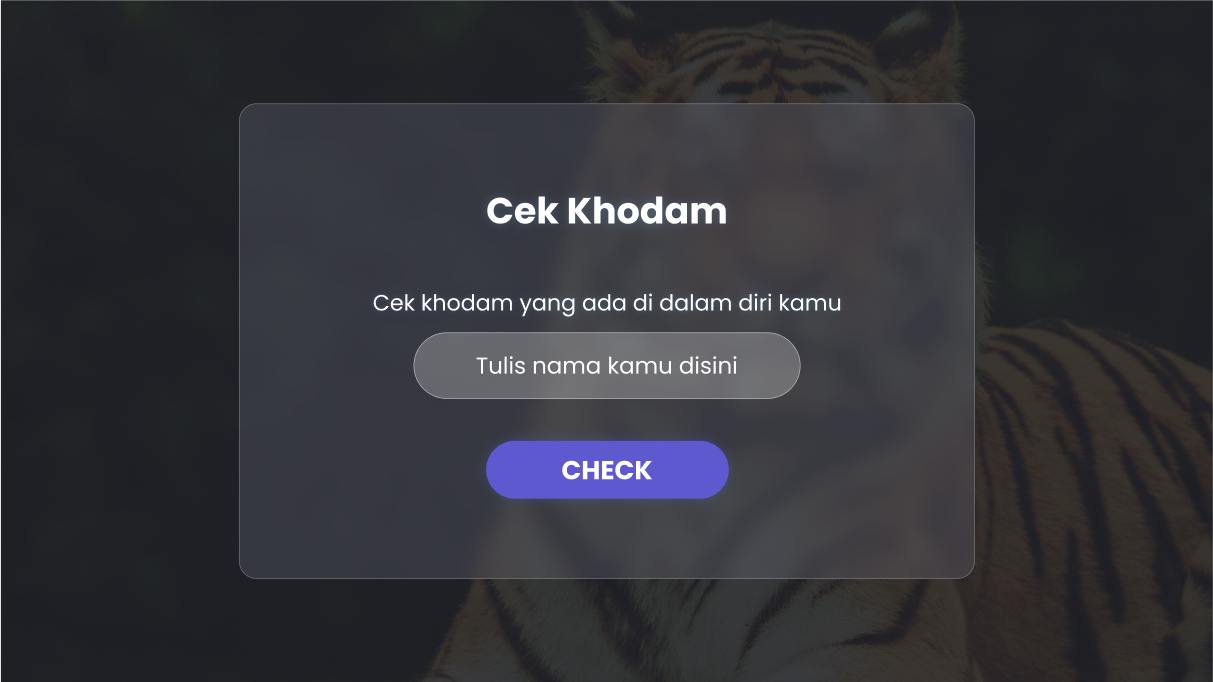 Cek Khodam
Cek khodam yang ada di dalam diri kamu
Tulis nama kamu disini
CHECK